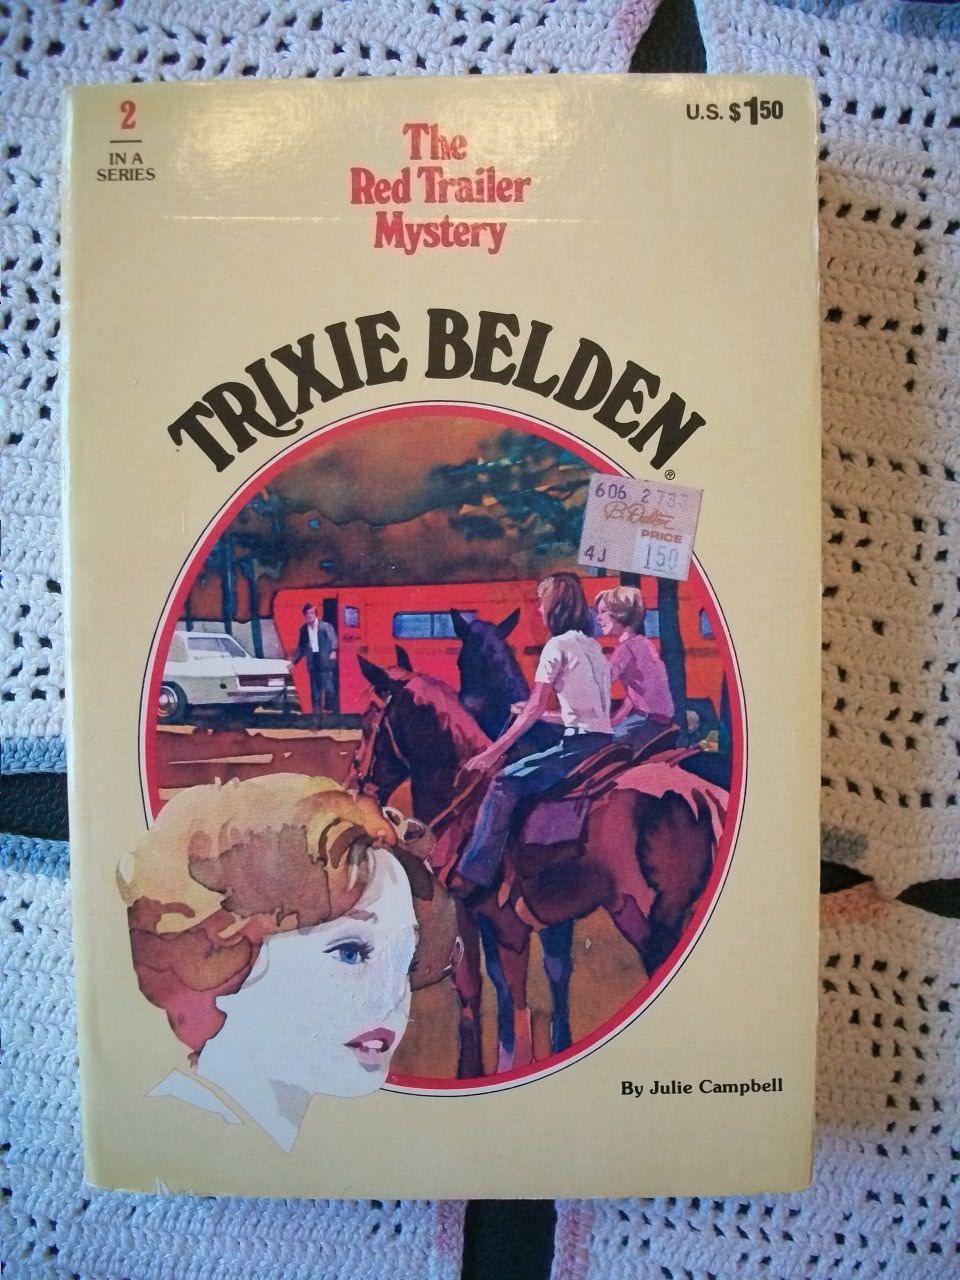 2
IN A
SERIES
U.S. $1.50
The
Red Trailer
Mystery
TRIXIE BELDEN®
606 2
B. Dalton
PRICE
4J 150
By Julie Campbell